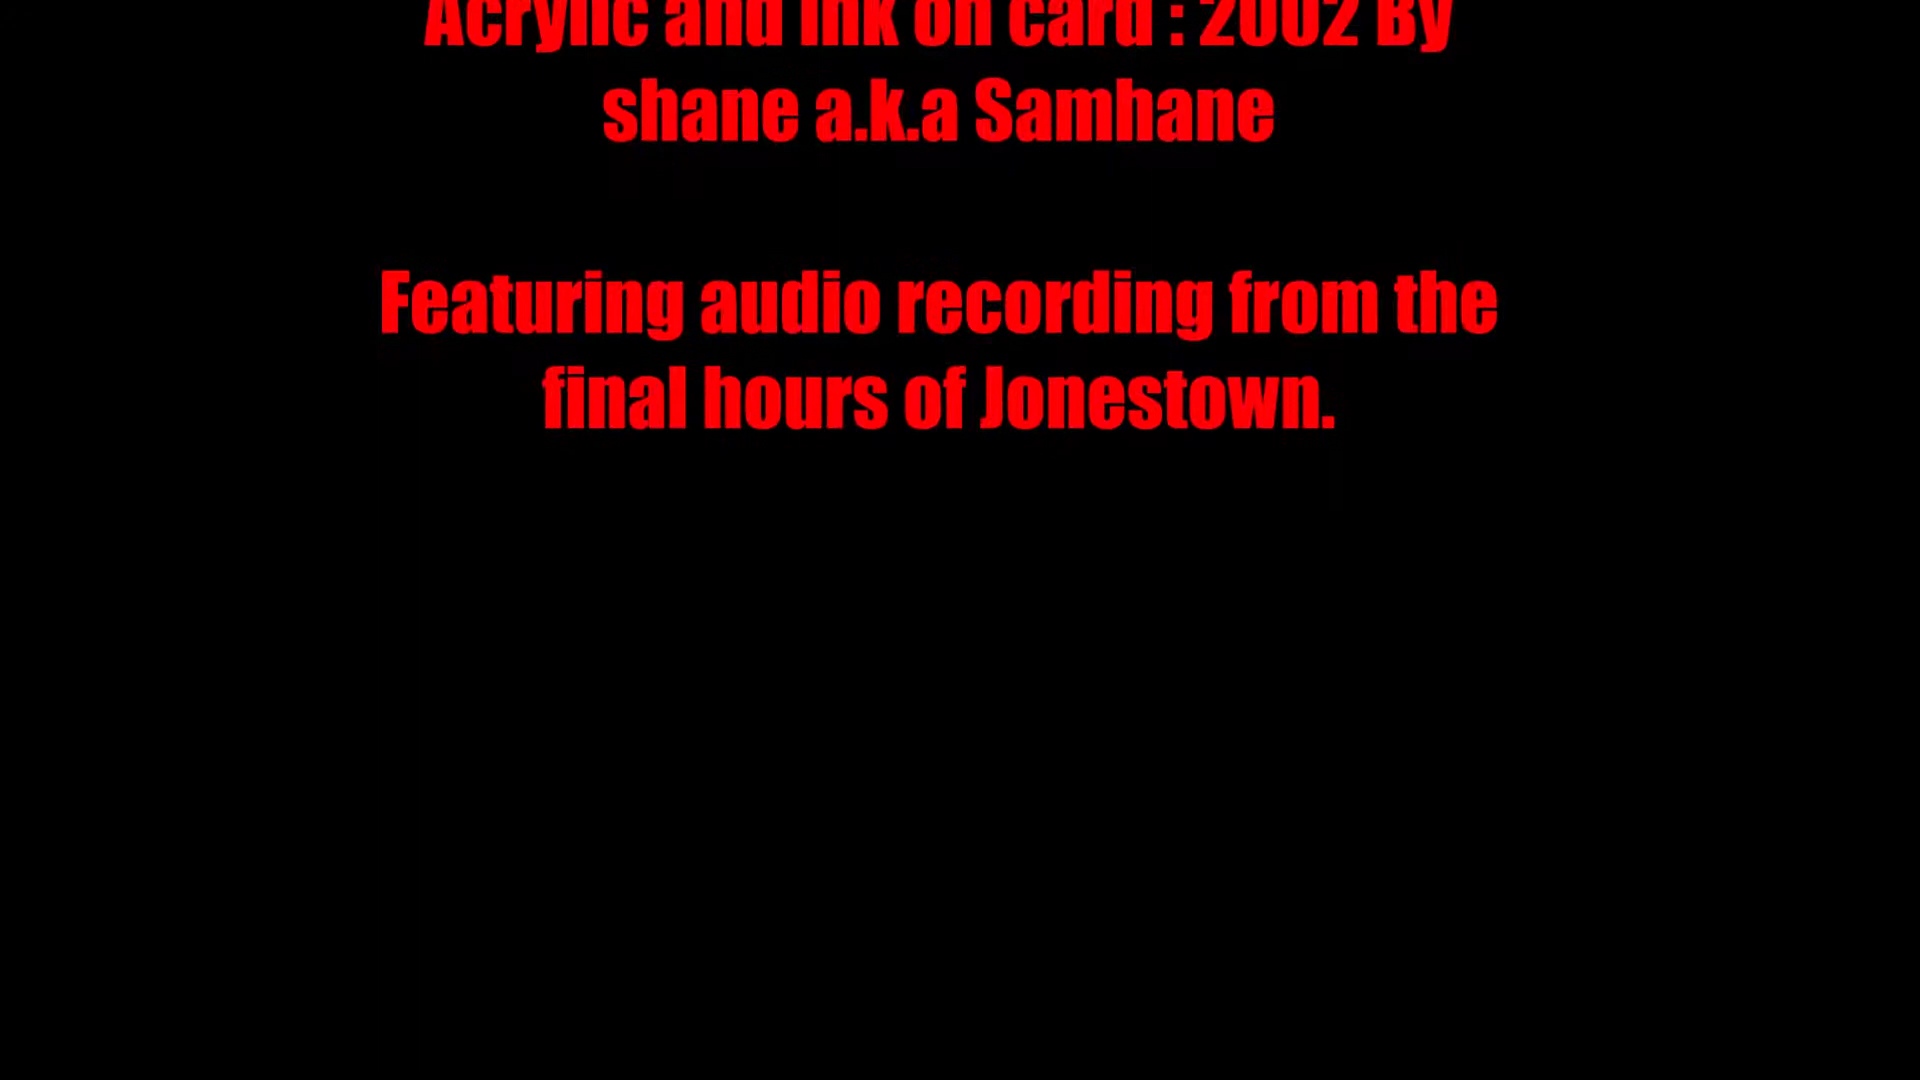 Acrylic and ink on card : 2002 By
shane a.k.a Samhane
Featuring audio recording from the
final hours of Jonestown.